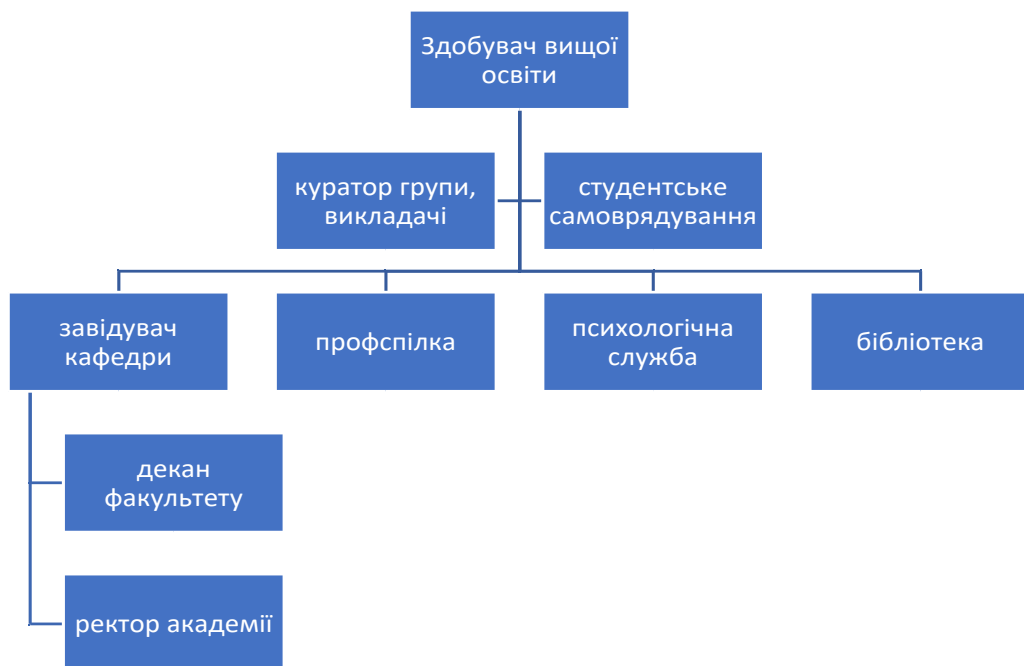 Здобувач вищої
освіти
куратор групи,
викладачі
студентське
самоврядування
завідувач
кафедри
профспілка
психологічна
служба
бібліотека
декан
факультету
ректор академії